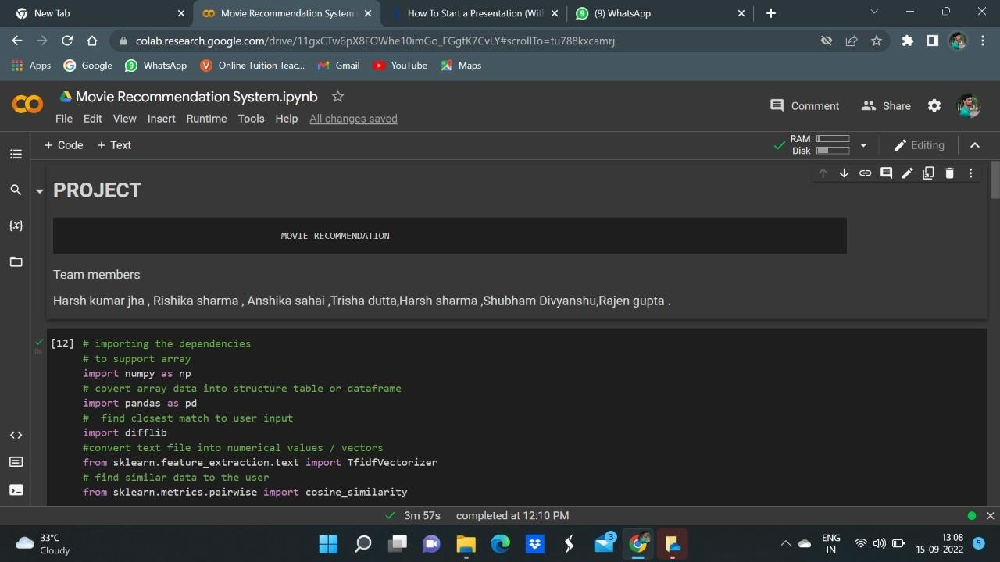 New Tab
Movie Recommendation System.i
How To Start a Presentation (Wit
(9) WhatsApp
colab.research.google.com/drive/11gxCTw6pX8FOWhe10imGo_FGgtK7CvLY#scrollTo=tu788kxcamrj
Apps Google WhatsApp Online Tuition Teac... Gmail YouTube Maps
Movie Recommendation System.ipynb
Comment Share
File Edit View Insert Runtime Tools Help All changes saved
+ Code + Text
RAM
Disk
Editing
PROJECT
MOVIE RECOMMENDATION
Team members
Harsh kumar jha , Rishika sharma , Anshika sahai ,Trisha dutta,Harsh sharma ,Shubham Divyanshu,Rajen gupta .
[12] # importing the dependencies
0s
# to support array
import numpy as np
# covert array data into structure table or dataframe
import pandas as pd
#  find closest match to user input
import difflib
#convert text file into numerical values / vectors
from sklearn.feature_extraction.text import TfidfVectorizer
# find similar data to the user
from sklearn.metrics.pairwise import cosine_similarity
{x}
3m 57s completed at 12:10 PM
33°C
Cloudy
3
ENG
IN
13:08
15-09-2022
5